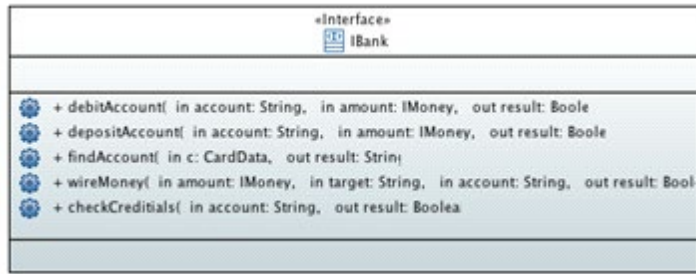 «Interface»
IBank
+ debitAccount( in account: String, in amount: IMoney, out result: Boole
+ depositAccount( in account: String, in amount: IMoney, out result: Boole
+ findAccount( in c: CardData, out result: Strin
+ wireMoney( in amount: IMoney, in target: String, in account: String, out result: Bool
+ checkCreditials( in account: String, out result: Boolea